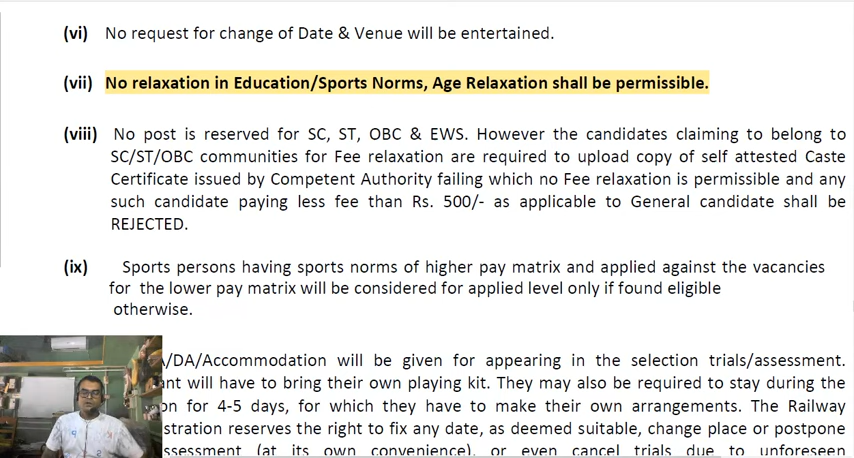 (vi) No request for change of Date & Venue will be entertained.
(vii) No relaxation in Education/Sports Norms, Age Relaxation shall be permissible.
(viii) No post is reserved for SC, ST, OBC & EWS. However the candidates claiming to belong to
SC/ST/OBC communities for Fee relaxation are required to upload copy of self attested Caste
Certificate issued by Competent Authority failing which no Fee relaxation is permissible and any
such candidate paying less fee than Rs. 500/- as applicable to General candidate shall be
REJECTED.
(ix) Sports persons having sports norms of higher pay matrix and applied against the vacancies
for the lower pay matrix will be considered for applied level only if found eligible
otherwise.
/DA/Accommodation will be given for appearing in the selection trials/assessment.
will have to bring their own playing kit. They may also be required to stay during the
for 4-5 days, for which they have to make their own arrangements. The Railway
reserves the right to fix any date, as deemed suitable, change place or postpone
(at its own convenience), or even cancel trials due to unforeseen